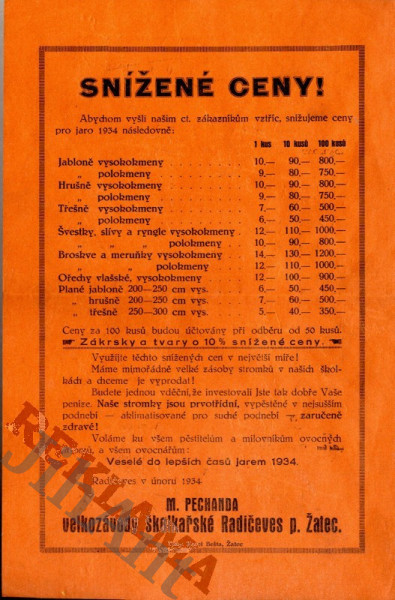 SNÍŽENÉ CENY!
Abychom vyšli našim ct. zákazníkům vztříc, snižujeme ceny
pro jaro 1934 následovně:
1 kus 10 kusů 100 kusů
Jabloně vysokokmeny 10,— 90,— 800,—
„ polokmeny 9,— 80,— 750,—
Hrušně vysokokmeny 10,— 90,— 800,—
„ polokmeny 9,— 80,— 750,—
Třešně vysokokmeny 7,— 60,— 500,—
„ polokmeny 6,— 50,— 450,—
Švestky, slívy a ryngle vysokokmeny 12,— 110,— 1000,—
„ „ „ polokmeny 10,— 90,— 800,—
Broskve a meruňky vysokokmeny 14,— 130,— 1200,—
„ „ polokmeny 12,— 110,— 1000,—
Ořechy vlašské, vysokokmeny 12,— 100,— 900,—
Plané jabloně 200—250 cm výs. 6,— 50,— 450,—
„ hrušně 200—250 cm výs. 7,— 60,— 500,—
„ třešně 250—300 cm výs. 5,— 40,— 350,—
Ceny za 100 kusů budou účtovány při odběru od 50 kusů.
Zákrsky a tvary o 10% snížené ceny.
Využijte těchto snížených cen v největší míře!
Máme mimořádně velké zásoby stromků v našich škol-
kách a chceme je vyprodat!
Budete jednou vděčni, že investovali Jste tak dobře Vaše
peníze. Naše stromky jsou prvotřídní, vypěstěné v nejsušším
podnebí — aklimatisované pro suché podnebí — zaručeně
zdravé!
Voláme ku všem pěstitelům a milovníkům ovocných
a všem ovocnářům:
Veselé do lepších časů jarem 1934.
Radíčeves v únoru 1934
M. PECHANDA
velkozávody školkařské Radíčeves p. Žatec.
Žatec
REKLAMA